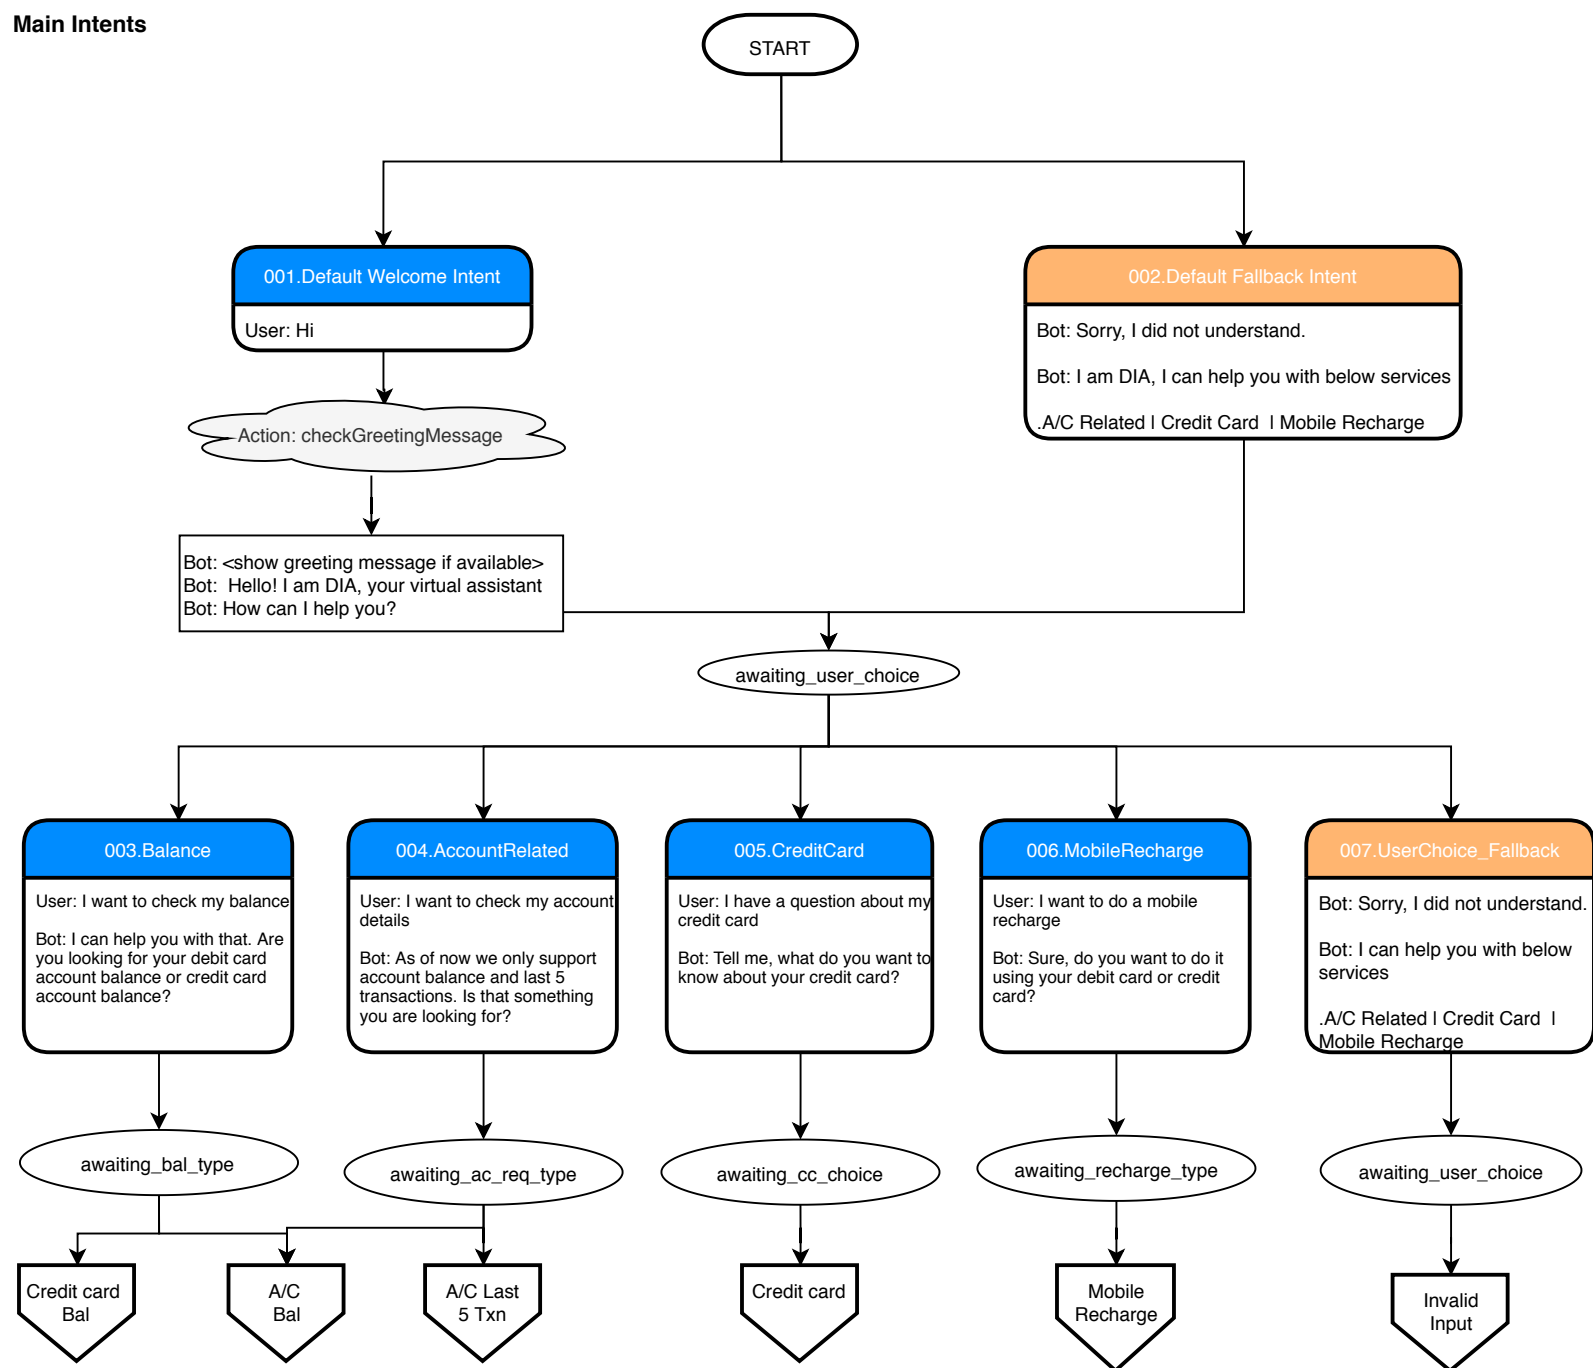 Main Intents
START
001.Default Welcome Intent
User: Hi
002.Default Fallback Intent
Bot: Sorry, I did not understand.
Bot: I am DIA, I can help you with below services
.A/C Related | Credit Card | Mobile Recharge
Action: checkGreetingMessage
Bot: <show greeting message if available>
Bot: Hello! I am DIA, your virtual assistant
Bot: How can I help you?
awaiting_user_choice
003.Balance
User: I want to check my balance
Bot: I can help you with that. Are
you looking for your debit card
account balance or credit card
account balance?
004.AccountRelated
User: I want to check my account
details
Bot: As of now we only support
account balance and last 5
transactions. Is that something
you are looking for?
005.CreditCard
User: I have a question about my
credit card
Bot: Tell me, what do you want to
know about your credit card?
006.MobileRecharge
User: I want to do a mobile
recharge
Bot: Sure, do you want to do it
using your debit card or credit
card?
007.UserChoice_Fallback
Bot: Sorry, I did not understand.
Bot: I can help you with below
services
.A/C Related | Credit Card |
Mobile Recharge
awaiting_bal_type
awaiting_ac_req_type
awaiting_cc_choice
awaiting_recharge_type
awaiting_user_choice
Credit card
Bal
A/C
Bal
A/C Last
5 Txn
Credit card
Mobile
Recharge
Invalid
Input